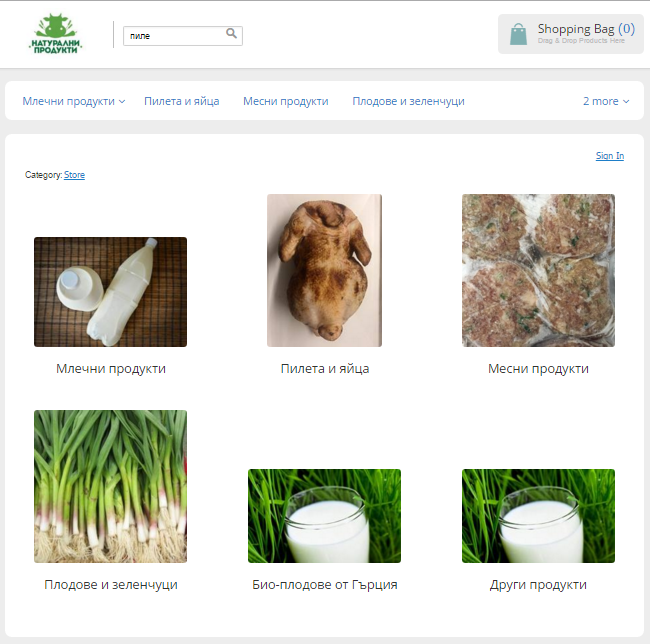 НАТУРАЛНИ
ПРОДУКТИ
пиле
Shopping Bag (0)
Drag & Drop Products Here
Млечни продукти
Пилета и яйца
Месни продукти
Плодове и зеленчуци
2 more
Sign In
Category: Store
Млечни продукти
Пилета и яйца
Месни продукти
Плодове и зеленчуци
Био-плодове от Гърция
Други продукти